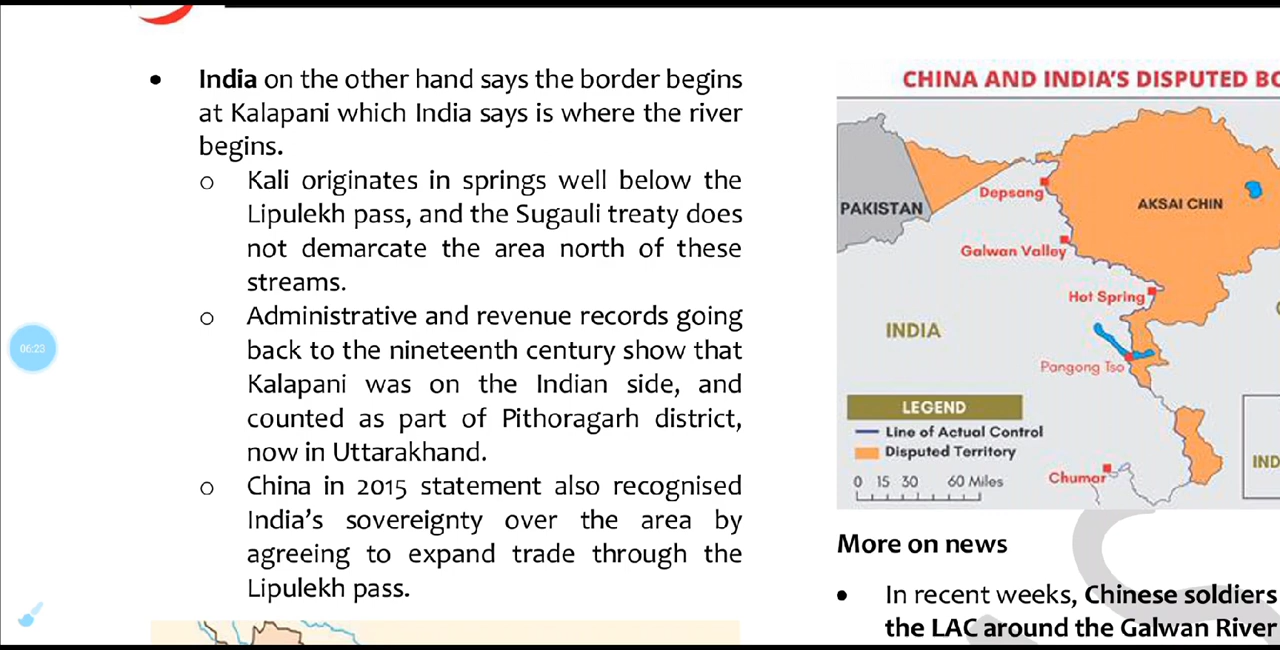 • India on the other hand says the border begins
at Kalapani which India says is where the river
begins.
o Kali originates in springs well below the
Lipulekh pass, and the Sugauli treaty does
not demarcate the area north of these
streams.
o Administrative and revenue records going
back to the nineteenth century show that
Kalapani was on the Indian side, and
counted as part of Pithoragarh district,
now in Uttarakhand.
o China in 2015 statement also recognised
India's sovereignty over the area by
agreeing to expand trade through the
Lipulekh pass.
06:23
CHINA AND INDIA'S DISPUTED BO
Depsang
PAKISTAN
AKSAI CHIN
Galwan Valley
Hot Spring
INDIA
Pangong Tso
LEGEND
Line of Actual Control
Disputed Territory
IND
Chumar
0 15 30 60 Miles
More on news
• In recent weeks, Chinese soldiers
the LAC around the Galwan River